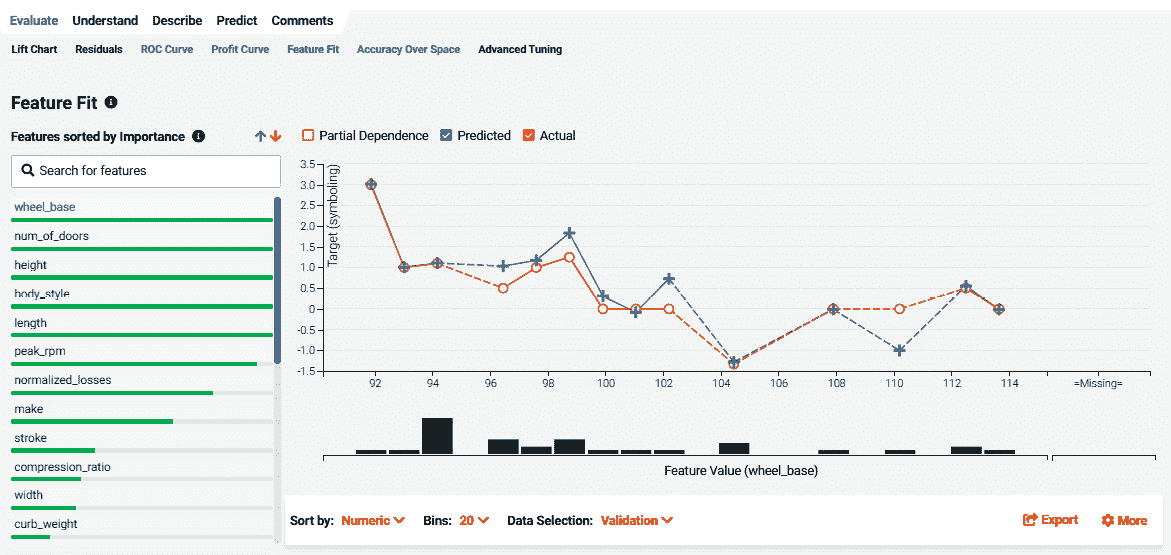 Evaluate Understand Describe Predict Comments
Lift Chart Residuals ROC Curve Profit Curve Feature Fit Accuracy Over Space Advanced Tuning
Feature Fit
Features sorted by Importance
Search for features
wheel_base
num_of_doors
height
body_style
length
peak_rpm
normalized_losses
make
stroke
compression_ratio
width
curb_weight
Partial Dependence Predicted Actual
Target (symboling)
3.5
3.0
2.5
2.0
1.5
1.0
0.5
0
-0.5
-1.0
-1.5
92 94 96 98 100 102 104 106 108 110 112 114 =Missing=
Feature Value (wheel_base)
Sort by: Numeric Bins: 20 Data Selection: Validation Export More